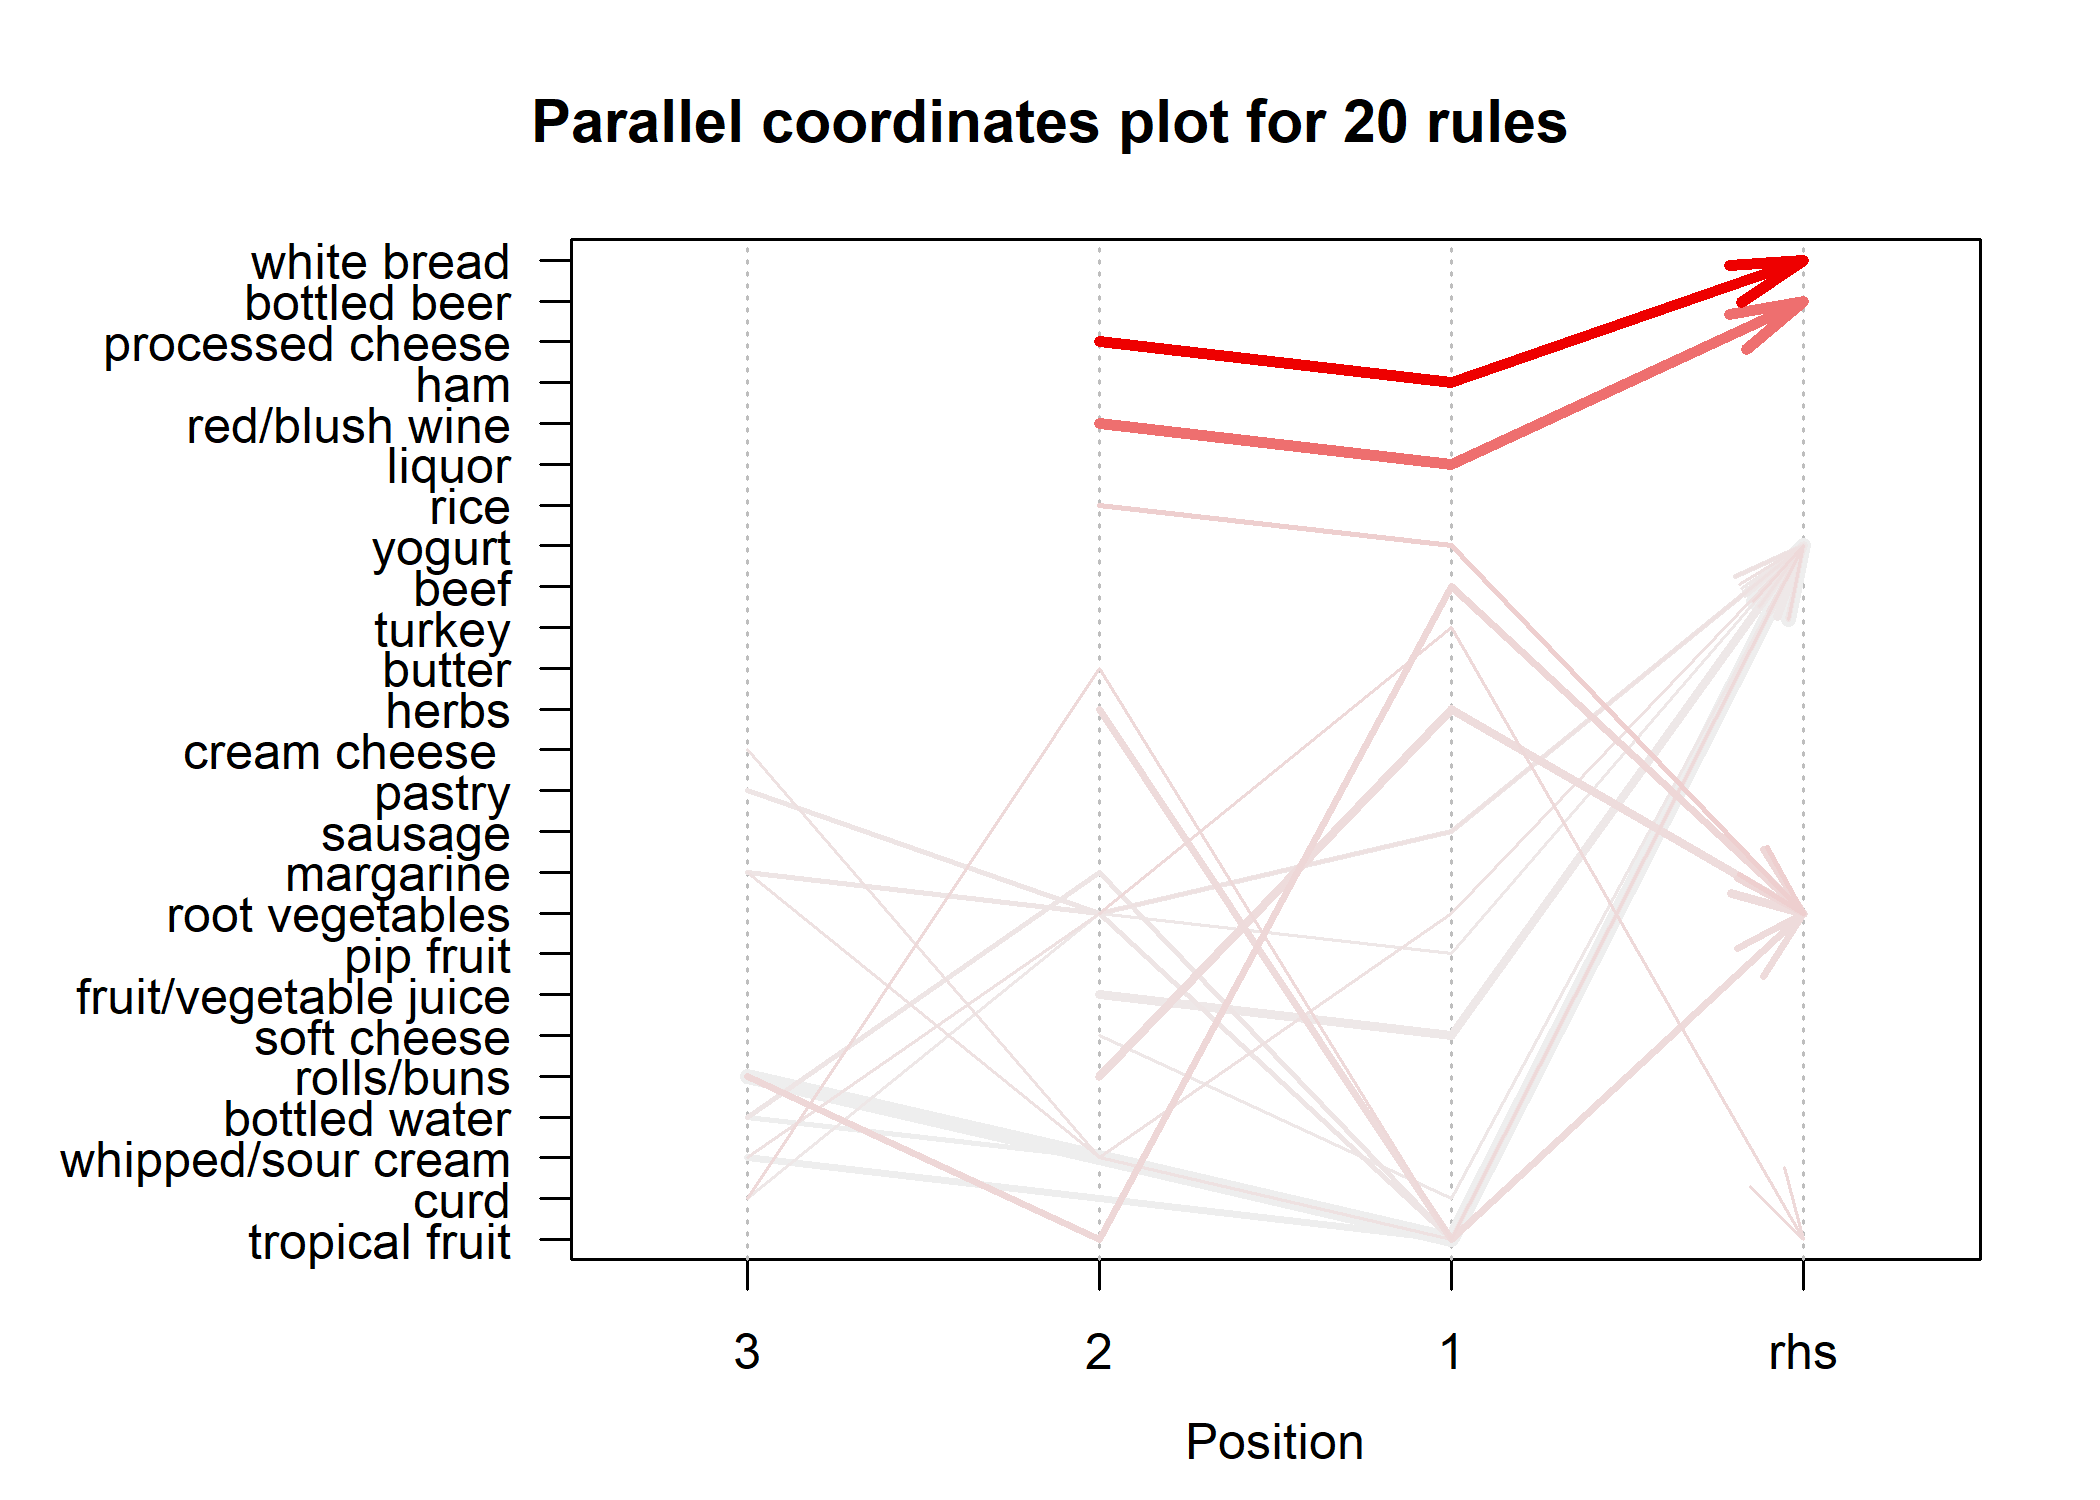 Parallel coordinates plot for 20 rules
white bread
bottled beer
processed cheese
ham
red/blush wine
liquor
rice
yogurt
beef
turkey
butter
herbs
cream cheese
pastry
sausage
margarine
root vegetables
pip fruit
fruit/vegetable juice
soft cheese
rolls/buns
bottled water
whipped/sour cream
curd
tropical fruit
3 2 1 rhs
Position